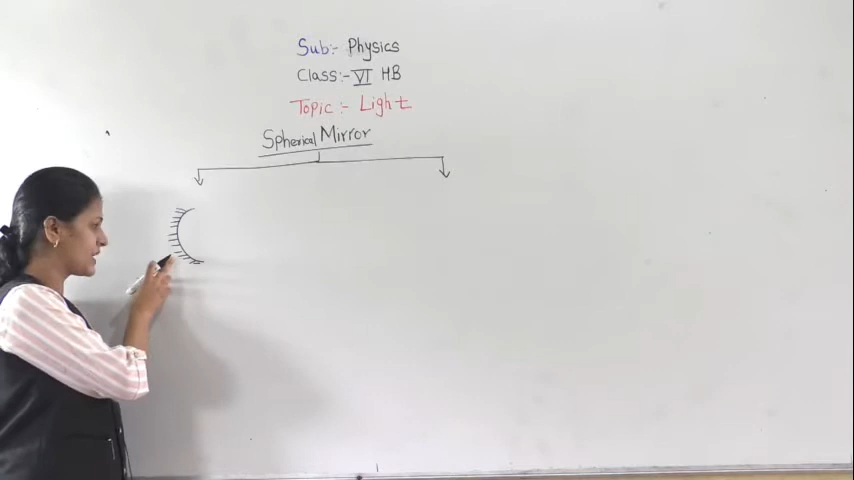 Sub:- Physics
Class:- VI HB
Topic :- Light
Spherical Mirror